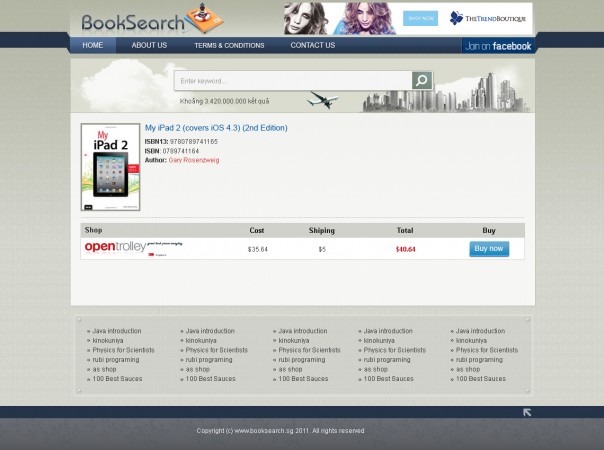 BookSearch
SHOP NOW
THETRENDBOUTIQUE
HOME
ABOUT US
TERMS & CONDITIONS
CONTACT US
Join on facebook
Enter keyword...
Khoảng 3.420.000.000 kết quả
My iPad 2
My iPad 2 (covers iOS 4.3) (2nd Edition)
ISBN13: 9780789741165
ISBN: 0789741164
Author: Gary Rosenzweig
Shop Cost Shiping Total Buy
opentrolley $35.64 $5 $40.64 Buy now
» Java introduction » Java introduction » Java introduction » Java introduction » Java introduction
» kinokuniya » kinokuniya » kinokuniya » kinokuniya » kinokuniya
» Physics for Scientists » Physics for Scientists » Physics for Scientists » Physics for Scientists » Physics for Scientists
» rubi programing » rubi programing » rubi programing » rubi programing » rubi programing
» as shop » as shop » as shop » as shop » as shop
» 100 Best Sauces » 100 Best Sauces » 100 Best Sauces » 100 Best Sauces » 100 Best Sauces
Copyright (c) www.booksearch.sg 2011. All rights reserved